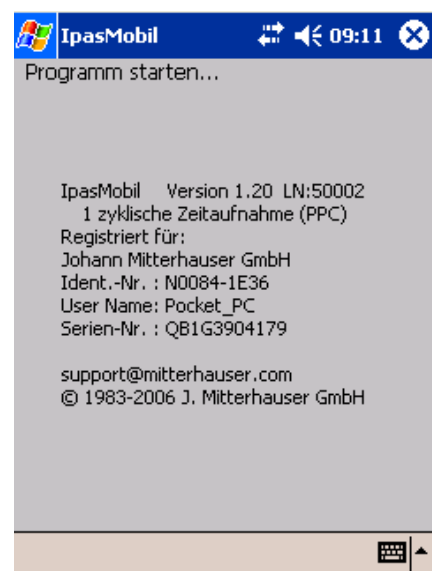 IpasMobil 09:11
Programm starten...
IpasMobil Version 1.20 LN:50002
1 zyklische Zeitaufnahme (PPC)
Registriert für:
Johann Mitterhauser GmbH
Ident.-Nr. : N0084-1E36
User Name: Pocket_PC
Serien-Nr. : QB1G3904179
support@mitterhauser.com
© 1983-2006 J. Mitterhauser GmbH